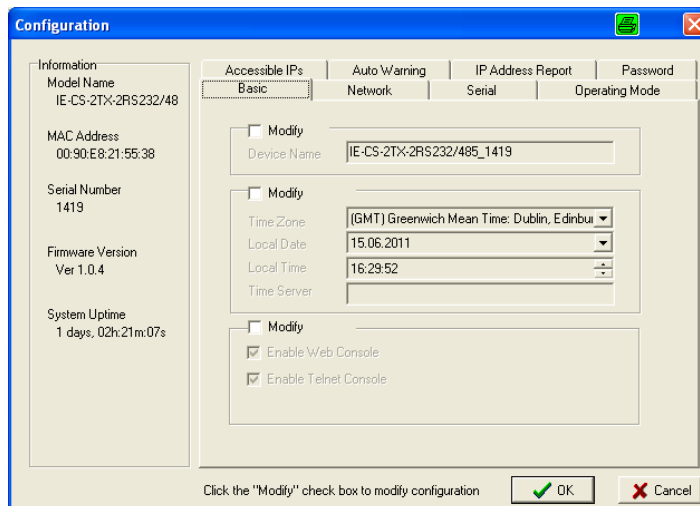 Configuration
Information
Model Name
IE-CS-2TX-2RS232/48
MAC Address
00:90:E8:21:55:38
Serial Number
1419
Firmware Version
Ver 1.0.4
System Uptime
1 days, 02h:21m:07s
Accessible IPs
Auto Warning
IP Address Report
Password
Basic
Network
Serial
Operating Mode
Modify
Device Name
IE-CS-2TX-2RS232/485_1419
Modify
Time Zone
(GMT) Greenwich Mean Time: Dublin, Edinbu
Local Date
15.06.2011
Local Time
16:29:52
Time Server
Modify
Enable Web Console
Enable Telnet Console
Click the "Modify" check box to modify configuration
OK
Cancel